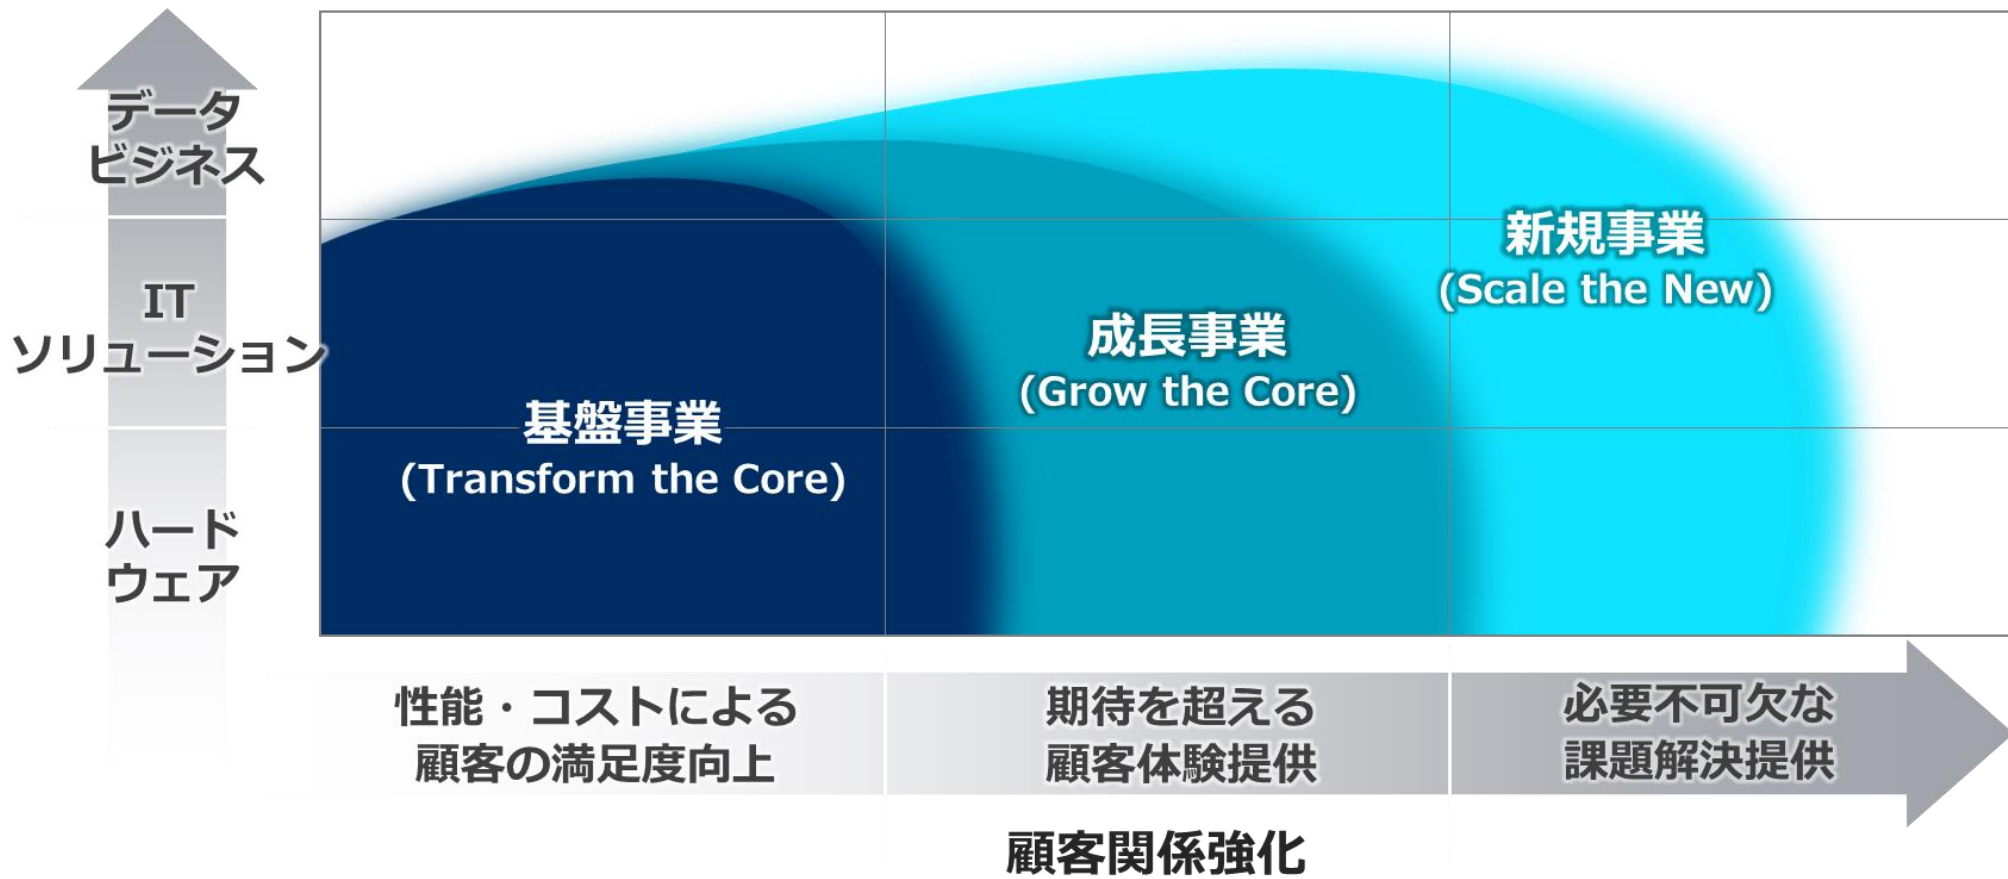 データ
ビジネス
IT
ソリューション
ハード
ウェア
新規事業
(Scale the New)
成長事業
(Grow the Core)
基盤事業
(Transform the Core)
性能・コストによる
顧客の満足度向上
期待を超える
顧客体験提供
必要不可欠な
課題解決提供
顧客関係強化